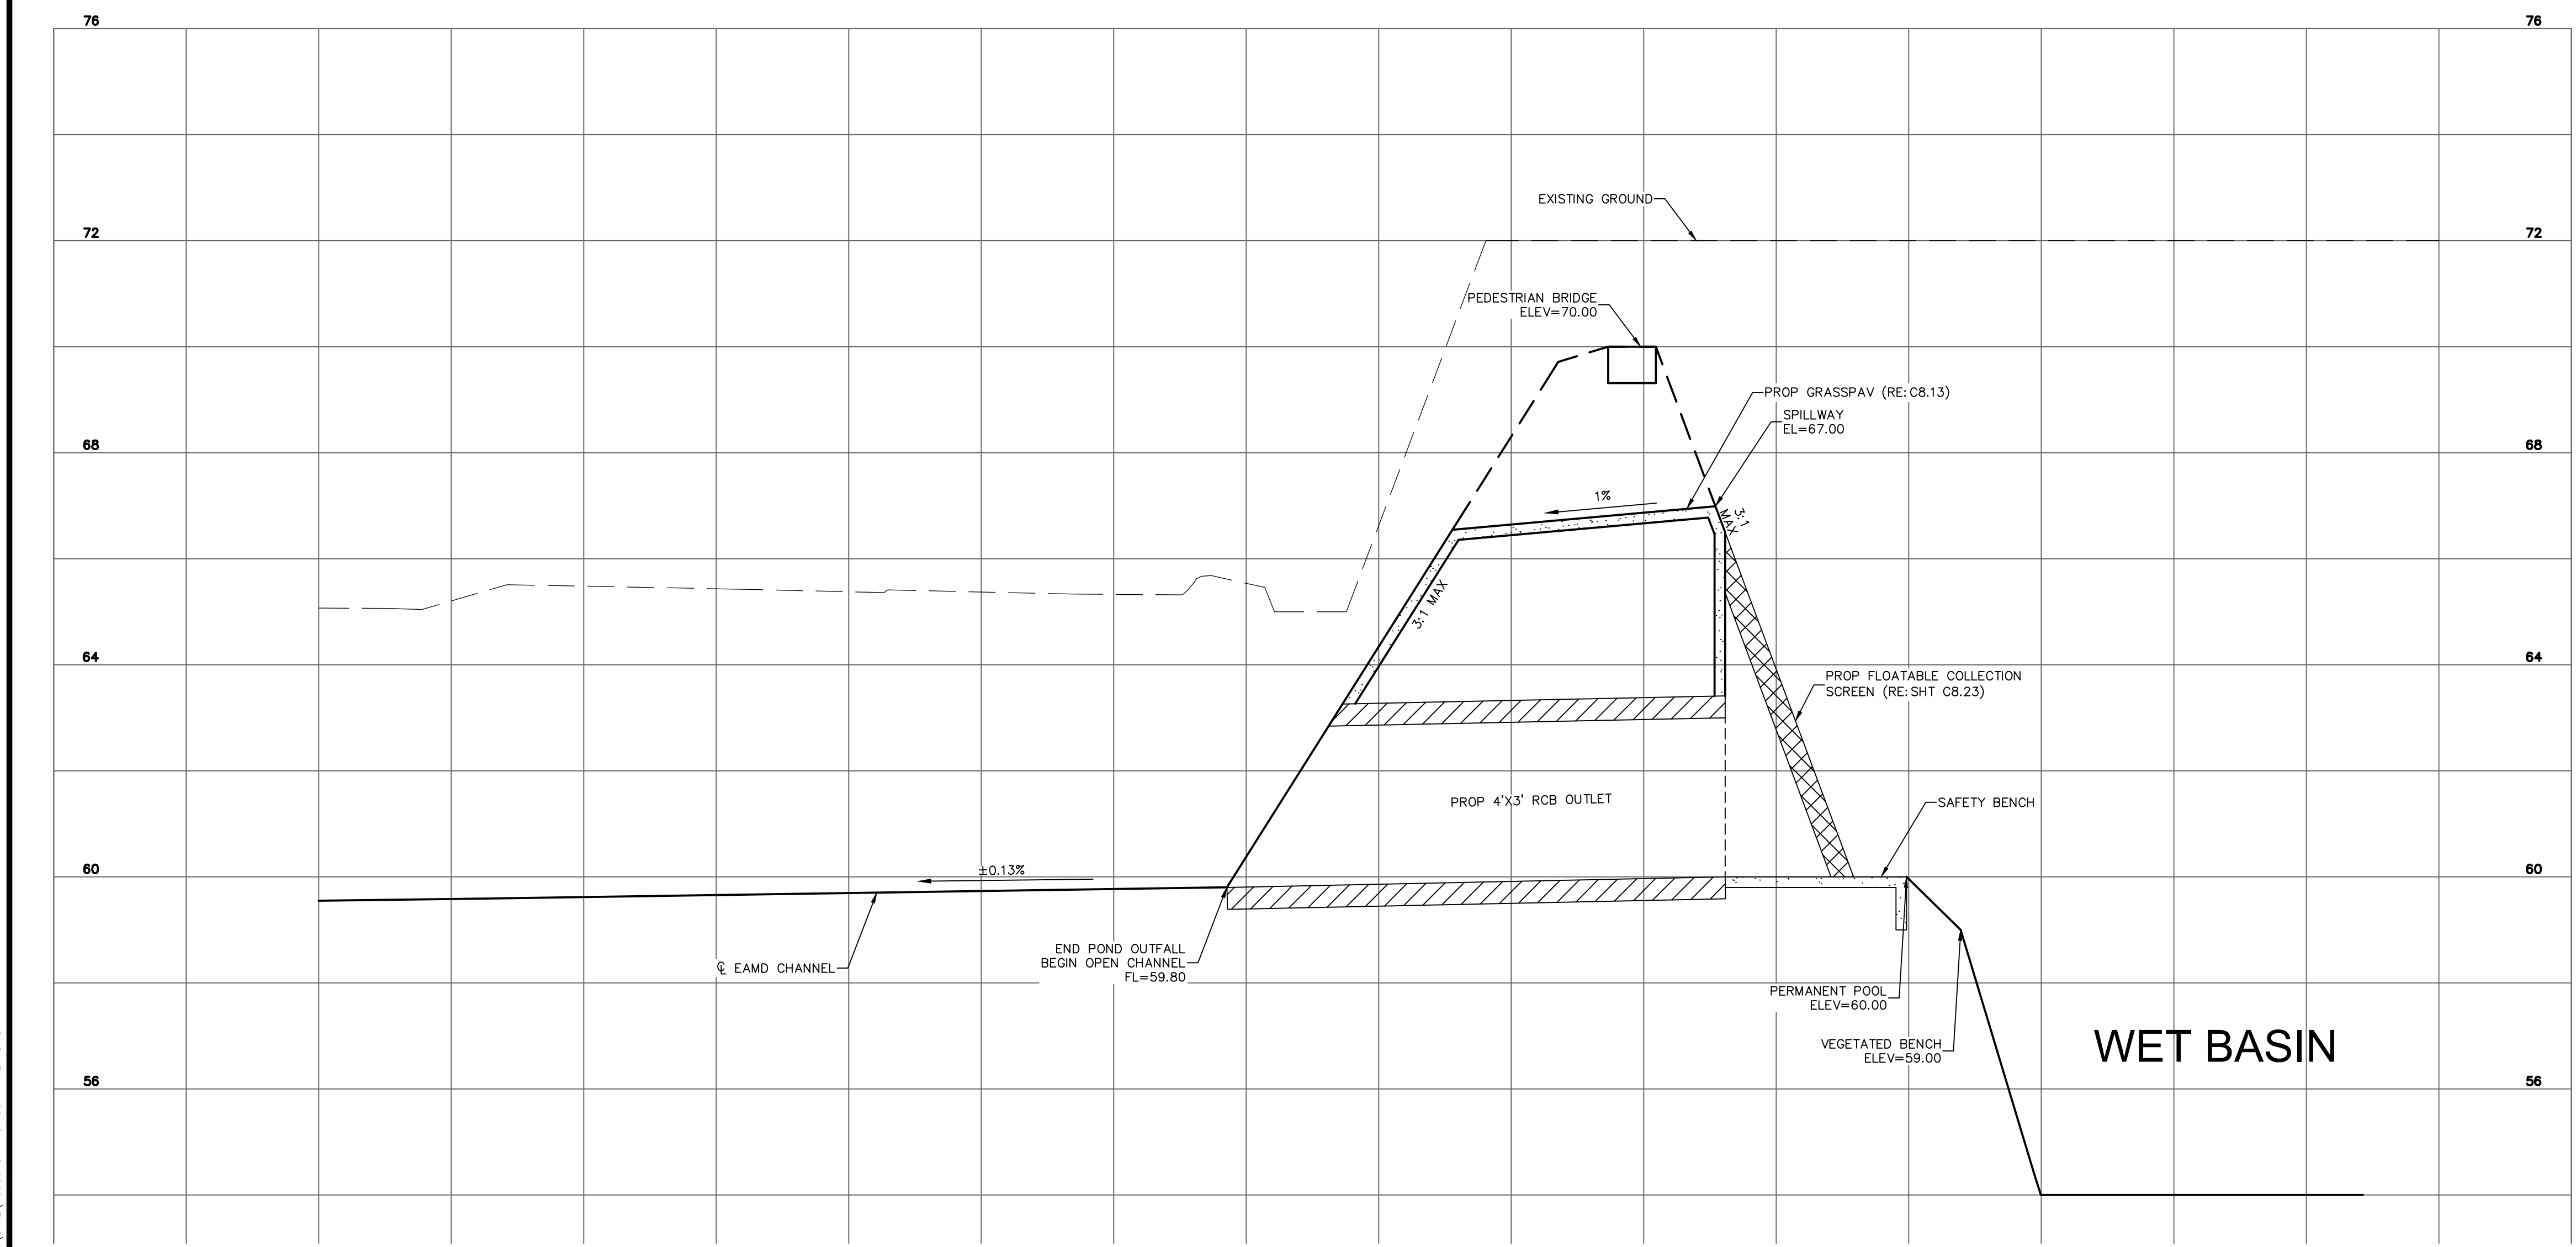 76
76
EXISTING GROUND
72
72
PEDESTRIAN BRIDGE
ELEV=70.00
PROP GRASSPAV (RE:C8.13)
SPILLWAY
EL=67.00
68
68
1%
3:1
MAX
3:1 MAX
64
64
PROP FLOATABLE COLLECTION
SCREEN (RE:SHT C8.23)
PROP 4'X3' RCB OUTLET
SAFETY BENCH
60
60
±0.13%
END POND OUTFALL
BEGIN OPEN CHANNEL
FL=59.80
℄ EAMD CHANNEL
PERMANENT POOL
ELEV=60.00
VEGETATED BENCH
ELEV=59.00
WET BASIN
56
56